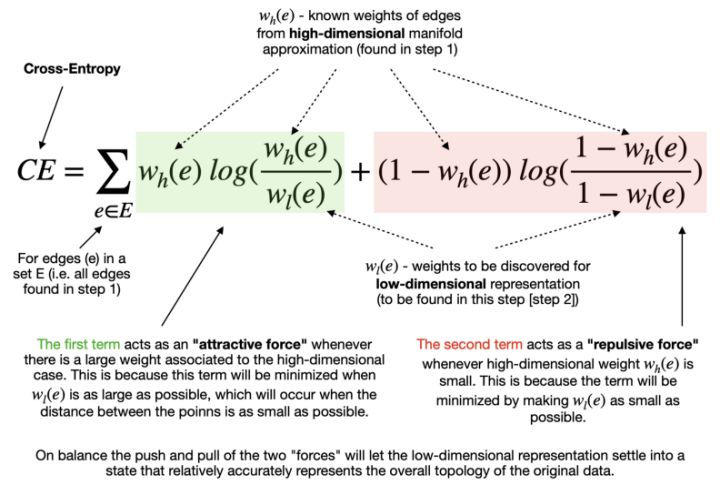 w_h(e) - known weights of edges
from high-dimensional manifold
approximation (found in step 1)
Cross-Entropy
CE = ∑_{e∈E} w_h(e) log(w_h(e)/w_l(e)) + (1 − w_h(e)) log((1 − w_h(e))/(1 − w_l(e)))
For edges (e) in a
set E (i.e. all edges
found in step 1)
w_l(e) - weights to be discovered for
low-dimensional representation
(to be found in this step [step 2])
The first term acts as an "attractive force" whenever
there is a large weight associated to the high-dimensional
case. This is because this term will be minimized when
w_l(e) is as large as possible, which will occur when the
distance between the poinns is as small as possible.
The second term acts as a "repulsive force"
whenever high-dimensional weight w_h(e) is
small. This is because the term will be
minimized by making w_l(e) as small as
possible.
On balance the push and pull of the two "forces" will let the low-dimensional representation settle into a
state that relatively accurately represents the overall topology of the original data.